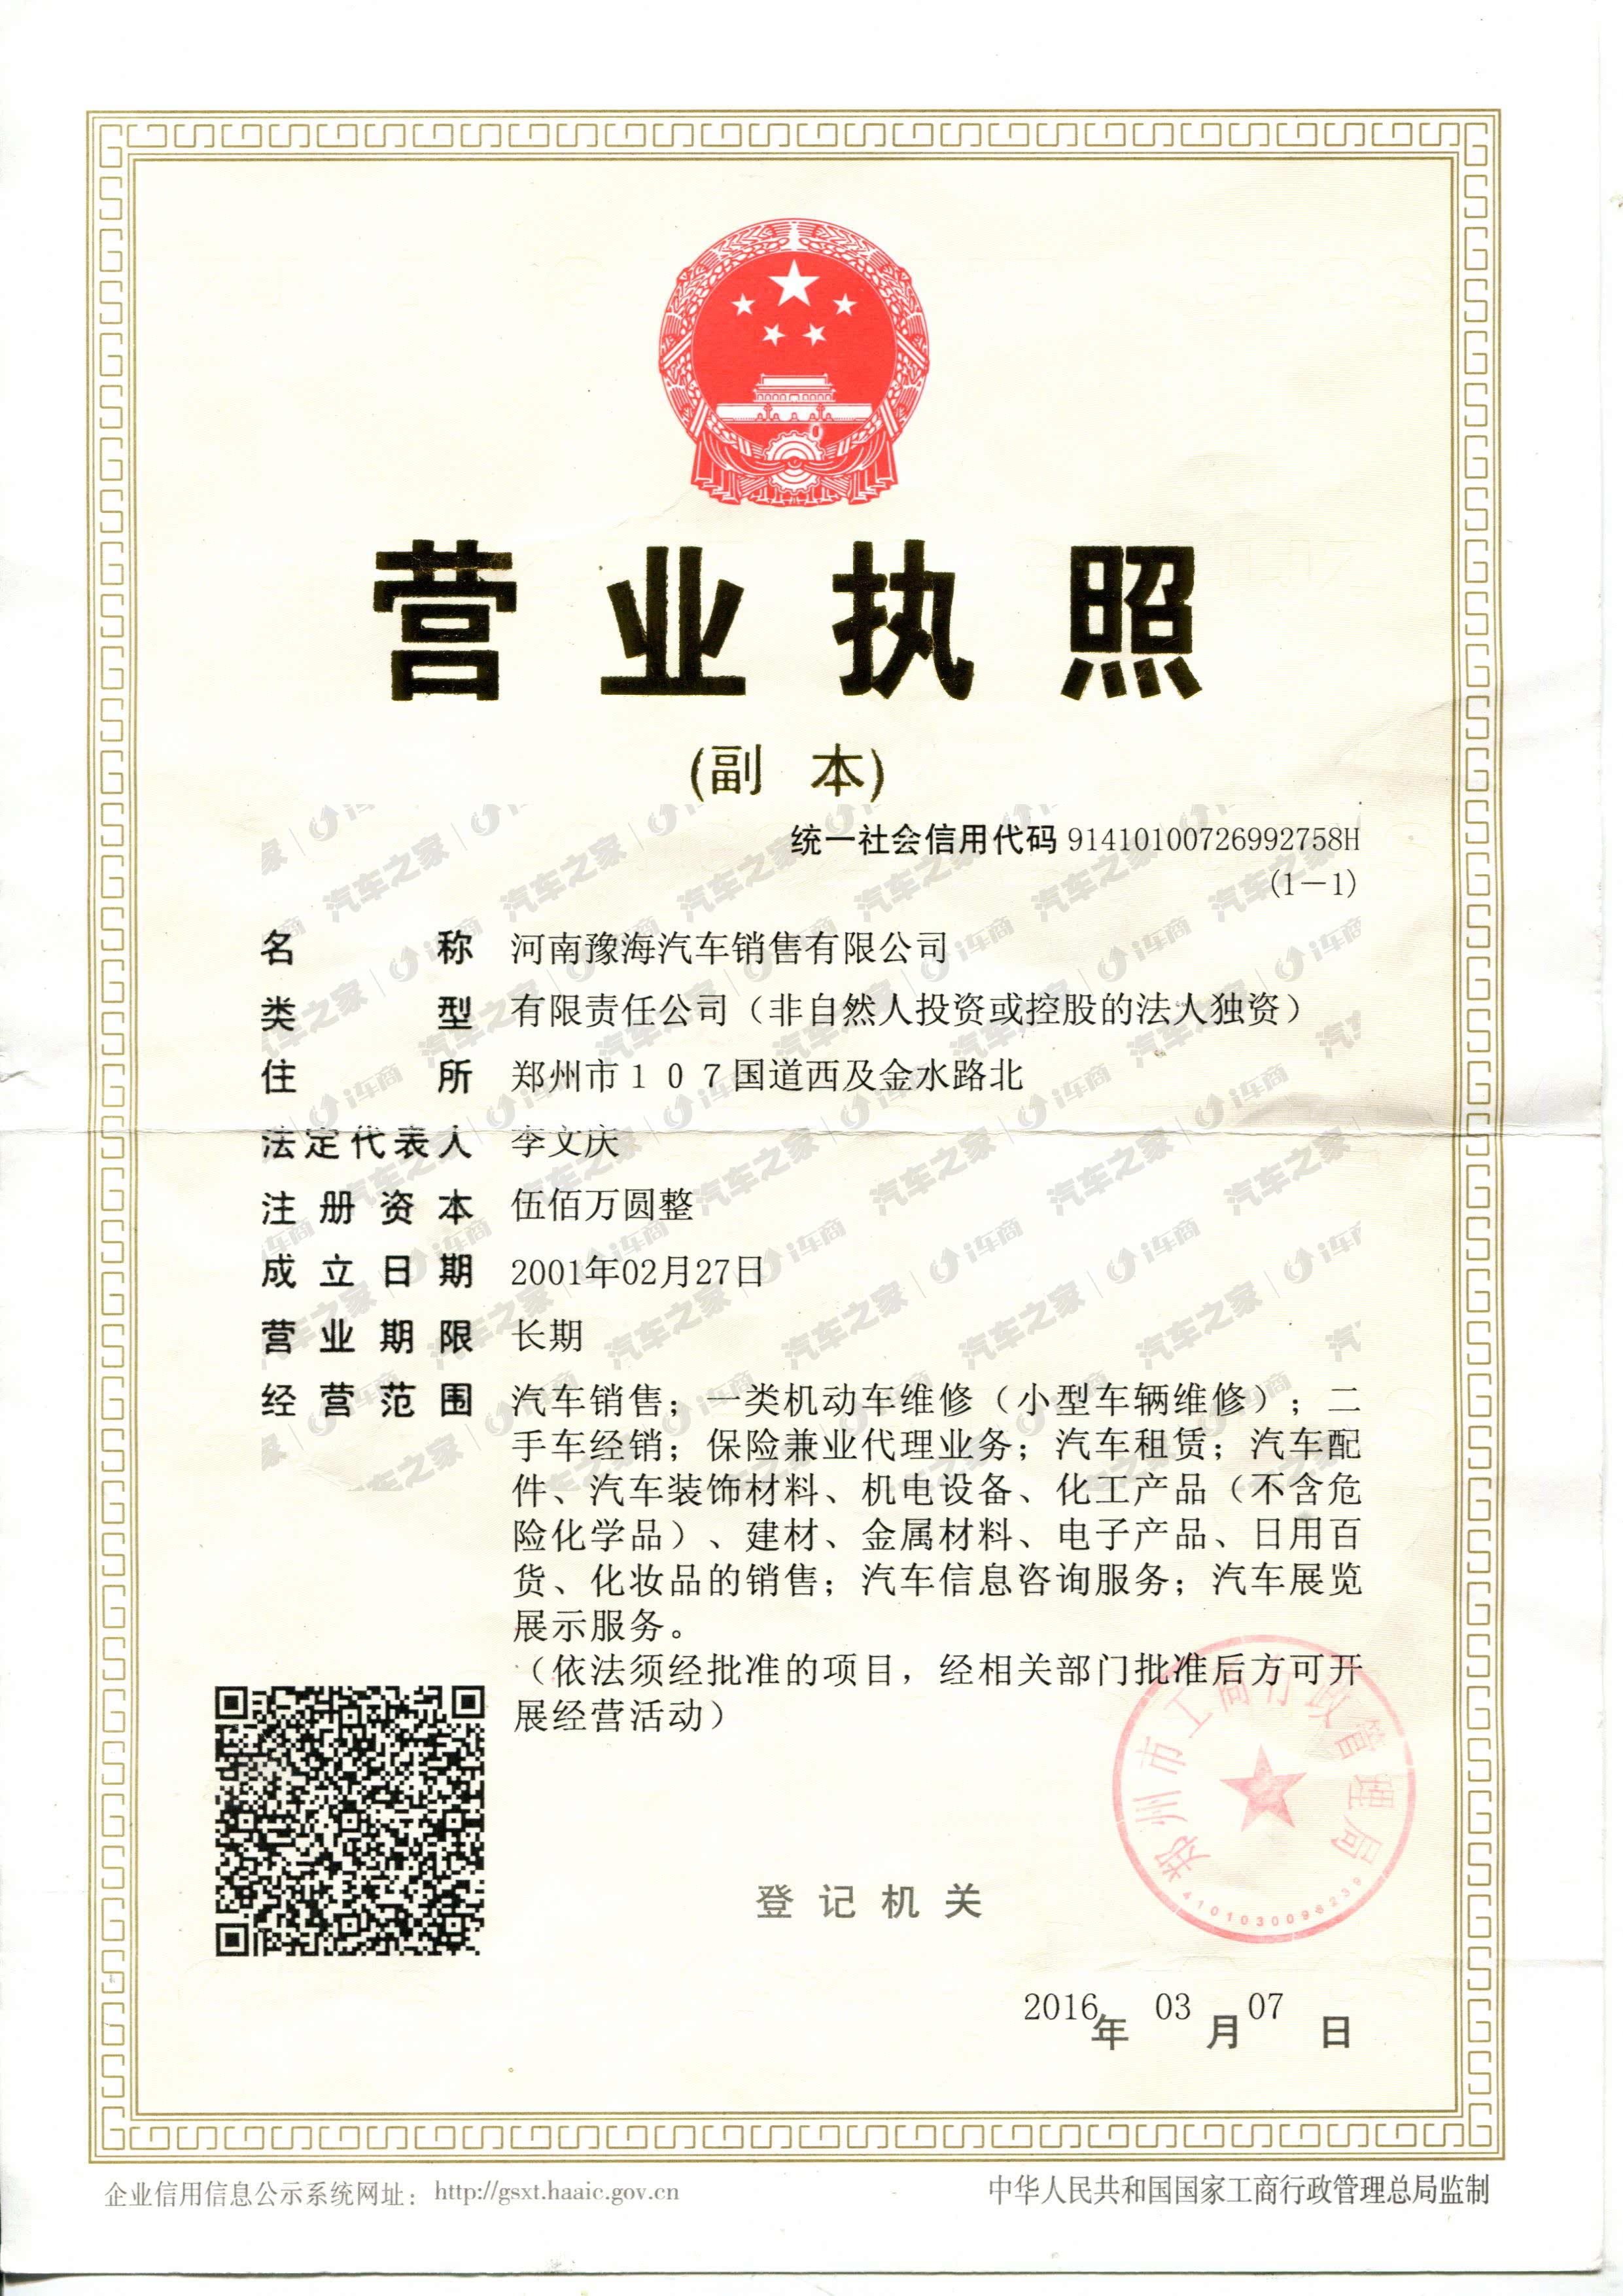 营业执照
(副 本)
统一社会信用代码 91410100726992758H
(1－1)
名 称 河南豫海汽车销售有限公司
类 型 有限责任公司（非自然人投资或控股的法人独资）
住 所 郑州市１０７国道西及金水路北
法定代表人 李文庆
注册资本 伍佰万圆整
成立日期 2001年02月27日
营业期限 长期
经营范围 汽车销售；一类机动车维修（小型车辆维修）；二
手车经销；保险兼业代理业务；汽车租赁；汽车配
件、汽车装饰材料、机电设备、化工产品（不含危
险化学品）、建材、金属材料、电子产品、日用百
货、化妆品的销售；汽车信息咨询服务；汽车展览
展示服务。
（依法须经批准的项目，经相关部门批准后方可开
展经营活动）
郑州市工商行政管理局
4101030096239
登记机关
2016年 03月07日
企业信用信息公示系统网址：http://gsxt.haaic.gov.cn
中华人民共和国国家工商行政管理总局监制
汽车之家 | i车商